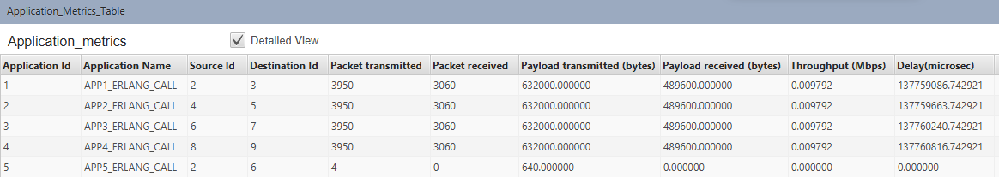 Application_Metrics_Table
Application_metrics Detailed View
Application Id Application Name Source Id Destination Id Packet transmitted Packet received Payload transmitted (bytes) Payload received (bytes) Throughput (Mbps) Delay(microsec)
1 APP1_ERLANG_CALL 2 3 3950 3060 632000.000000 489600.000000 0.009792 137759086.742921
2 APP2_ERLANG_CALL 4 5 3950 3060 632000.000000 489600.000000 0.009792 137759663.742921
3 APP3_ERLANG_CALL 6 7 3950 3060 632000.000000 489600.000000 0.009792 137760240.742921
4 APP4_ERLANG_CALL 8 9 3950 3060 632000.000000 489600.000000 0.009792 137760816.742921
5 APP5_ERLANG_CALL 2 6 4 0 640.000000 0.000000 0.000000 0.000000